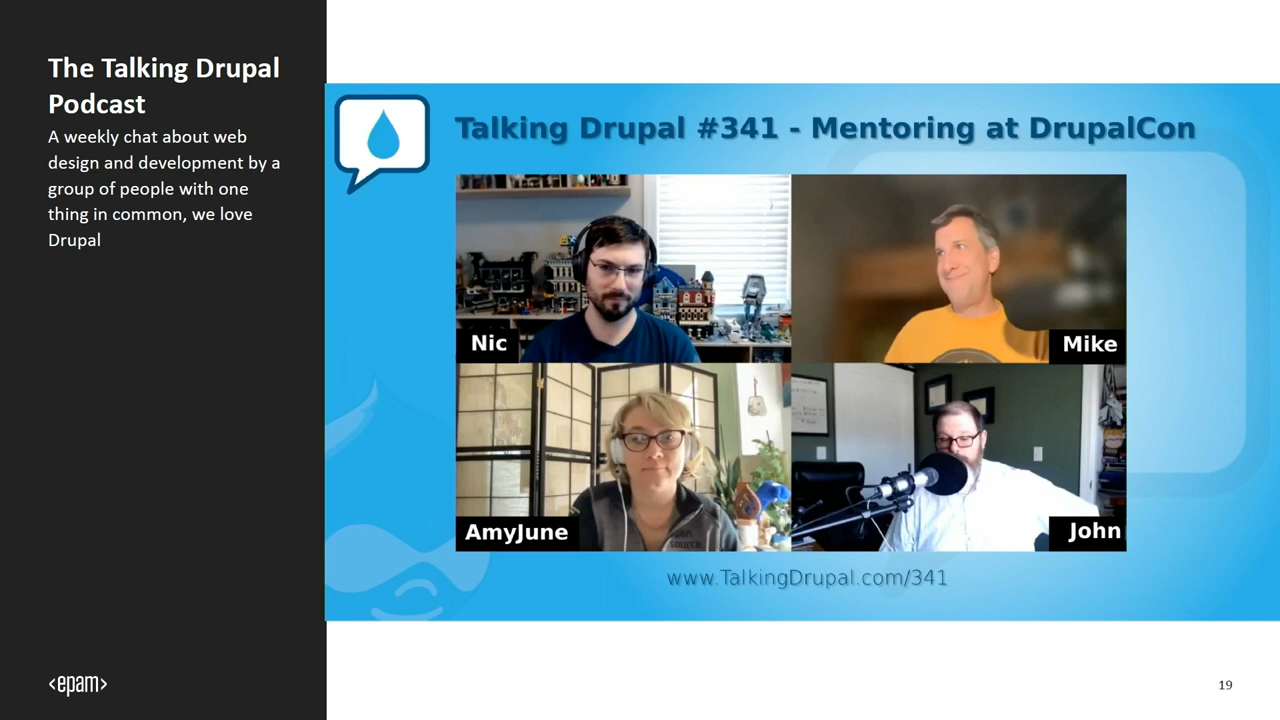 The Talking Drupal
Podcast
A weekly chat about web
design and development by a
group of people with one
thing in common, we love
Drupal
Talking Drupal #341 - Mentoring at DrupalCon
Nic
Mike
AmyJune
John
www.TalkingDrupal.com/341
<epam>
19